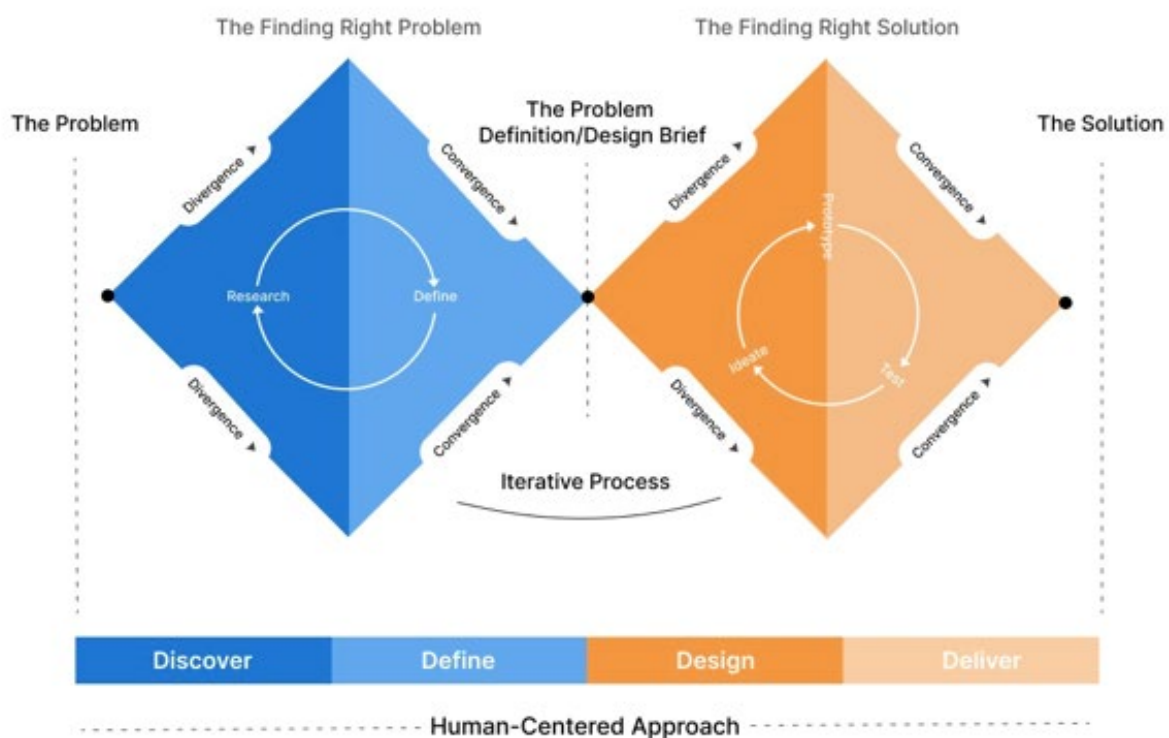 The Finding Right Problem
The Finding Right Solution
The Problem
The Problem
Definition/Design Brief
The Solution
Divergence
Convergence
Divergence
Convergence
Research
Define
Prototype
Ideate
Test
Divergence
Convergence
Divergence
Convergence
Iterative Process
Discover
Define
Design
Deliver
Human-Centered Approach